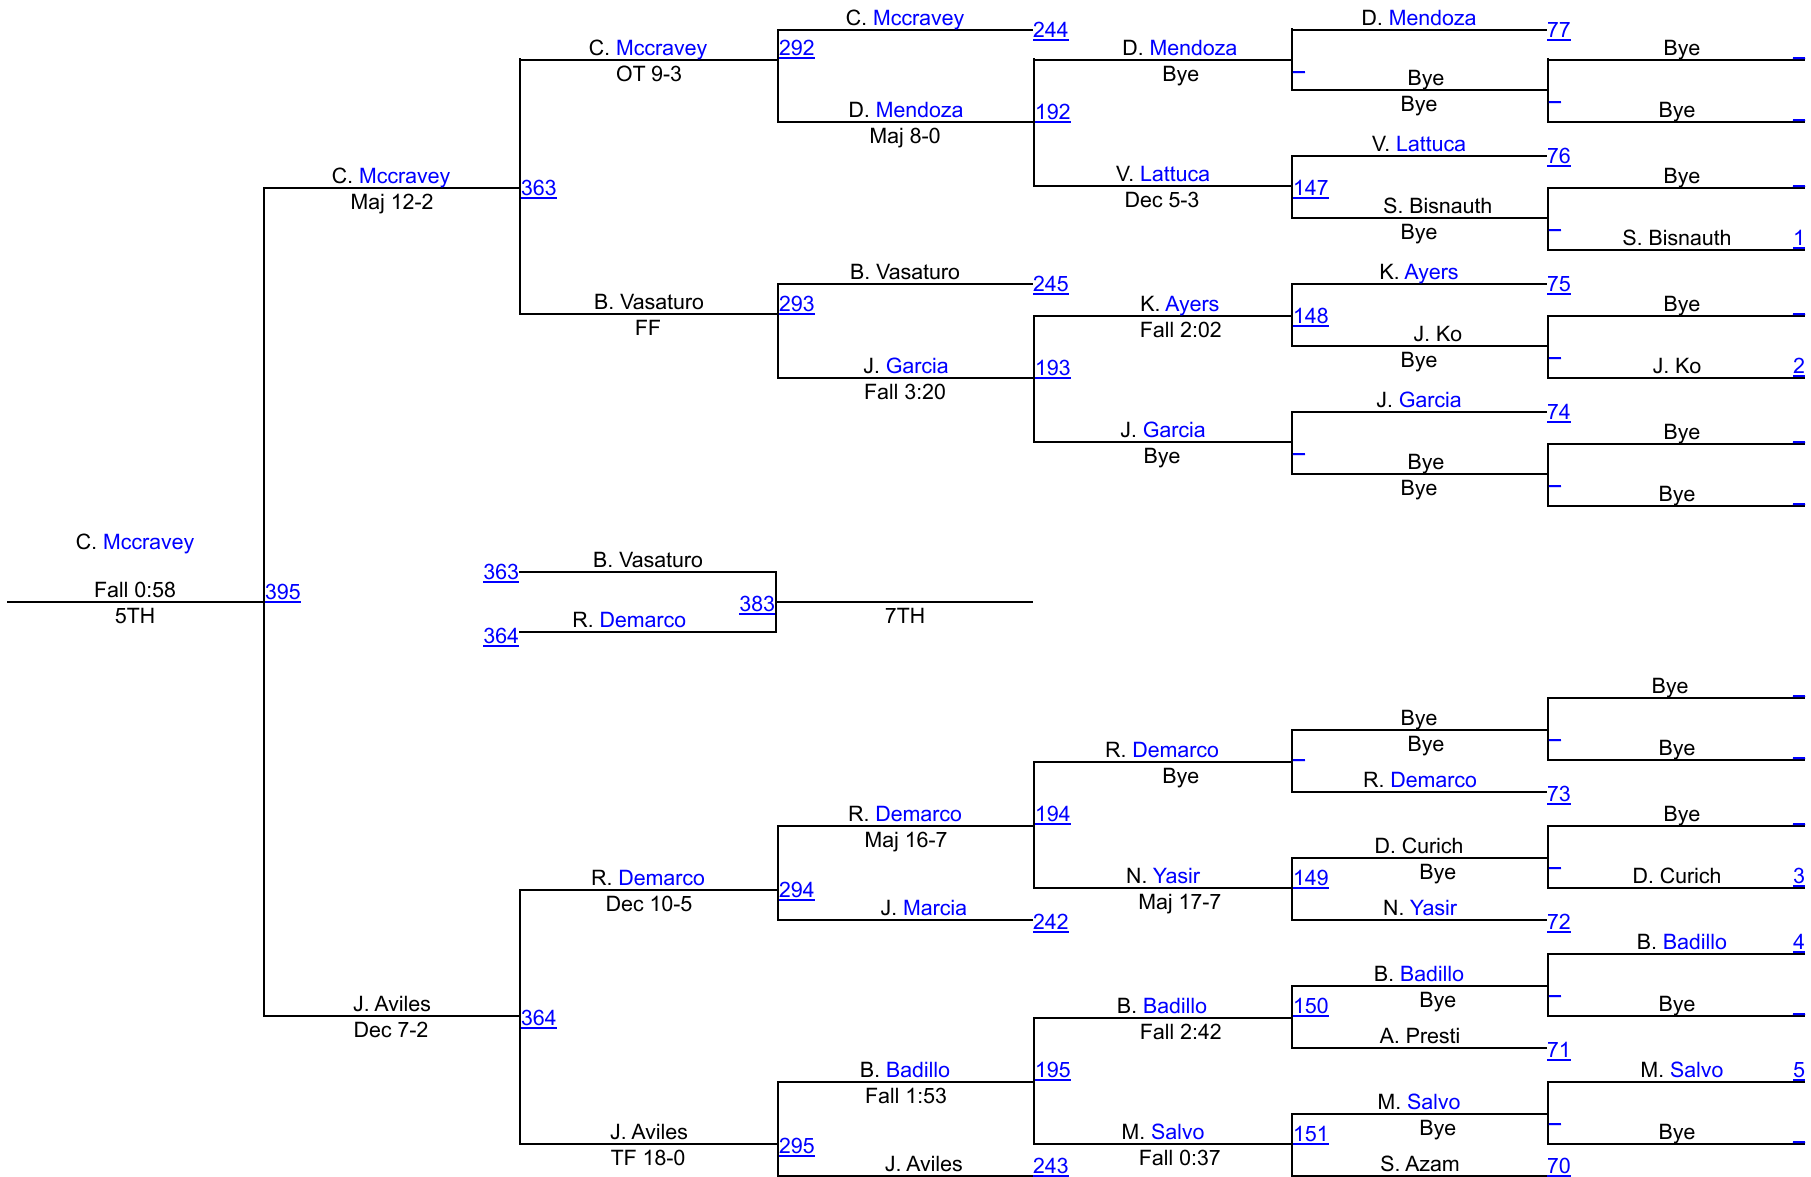 C. Mccravey 244 D. Mendoza 77
C. Mccravey 292 D. Mendoza Bye
OT 9-3 Bye Bye
D. Mendoza 192 Bye Bye
Maj 8-0 V. Lattuca 76
C. Mccravey 363 V. Lattuca 147 Bye
Maj 12-2 Dec 5-3 S. Bisnauth
Bye S. Bisnauth 1
B. Vasaturo 245 K. Ayers 75
B. Vasaturo 293 K. Ayers 148 Bye
FF Fall 2:02 J. Ko
J. Garcia 193 Bye J. Ko 2
Fall 3:20 J. Garcia 74
J. Garcia Bye
Bye Bye
Bye Bye
C. Mccravey
Fall 0:58 395
5TH
363 B. Vasaturo
383
364 R. Demarco
7TH
Bye
Bye
R. Demarco Bye Bye
Bye R. Demarco 73
R. Demarco 194 Bye
Maj 16-7 D. Curich
R. Demarco 294 N. Yasir 149 Bye D. Curich 3
Dec 10-5 Maj 17-7
J. Marcia 242 N. Yasir 72
B. Badillo 4
B. Badillo
J. Aviles 364 B. Badillo 150 Bye Bye
Dec 7-2 Fall 2:42 A. Presti 71
B. Badillo 195 M. Salvo 5
Fall 1:53 M. Salvo
J. Aviles 295 M. Salvo 151 Bye Bye
TF 18-0 J. Aviles 243 Fall 0:37 S. Azam 70